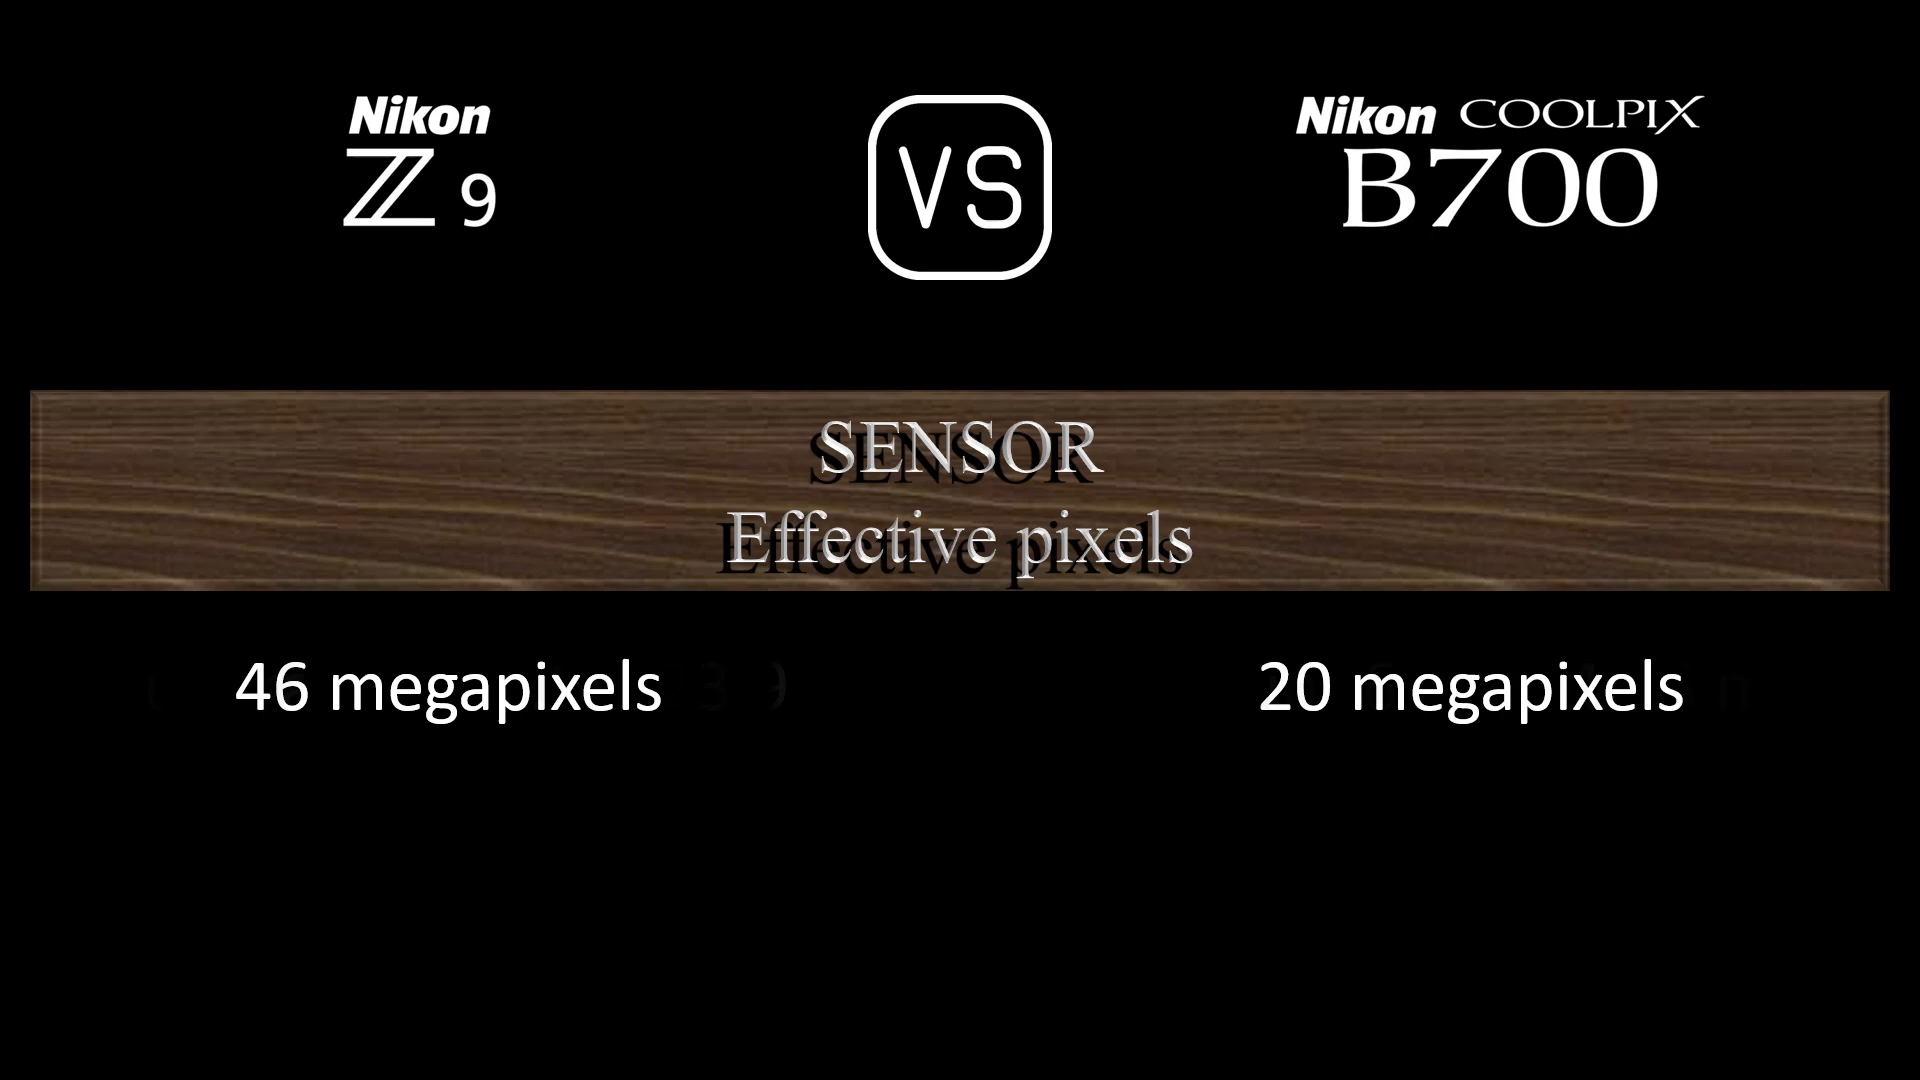 Nikon
Z 9
VS
Nikon COOLPIX
B700
SENSOR
Effective pixels
46 megapixels
20 megapixels